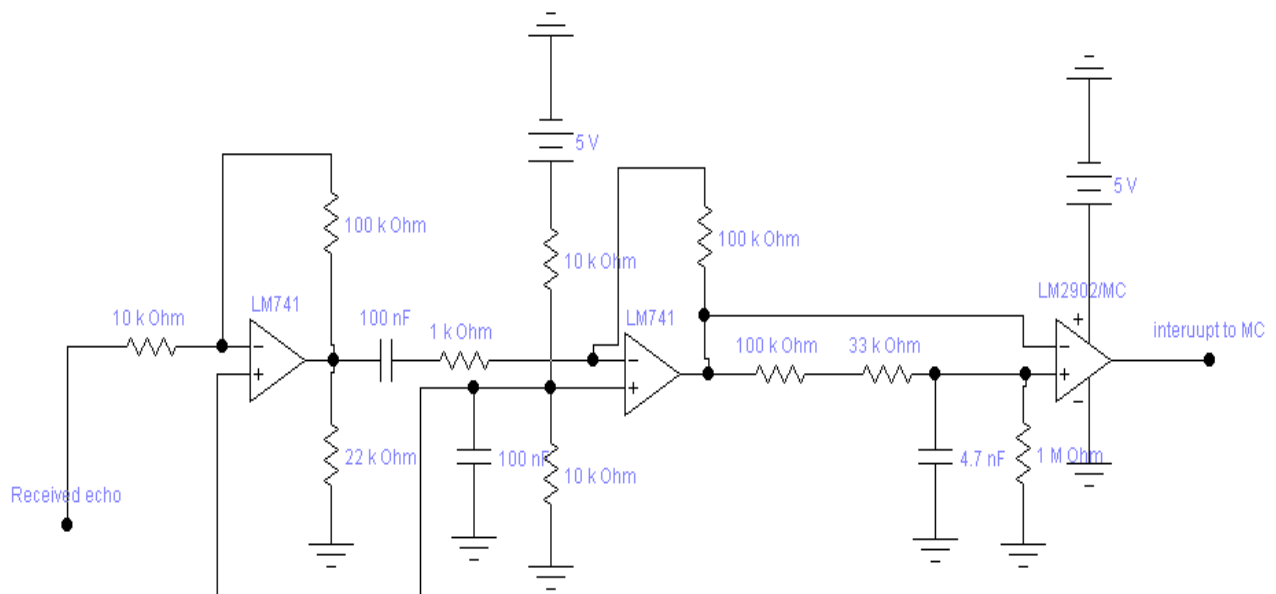 5 V
5 V
100 k Ohm
100 k Ohm
10 k Ohm
LM2902/MC
LM741
LM741
10 k Ohm
100 nF
1 k Ohm
interuupt to MC
100 k Ohm
33 k Ohm
22 k Ohm
100 nF
10 k Ohm
4.7 nF
1 M Ohm
Received echo